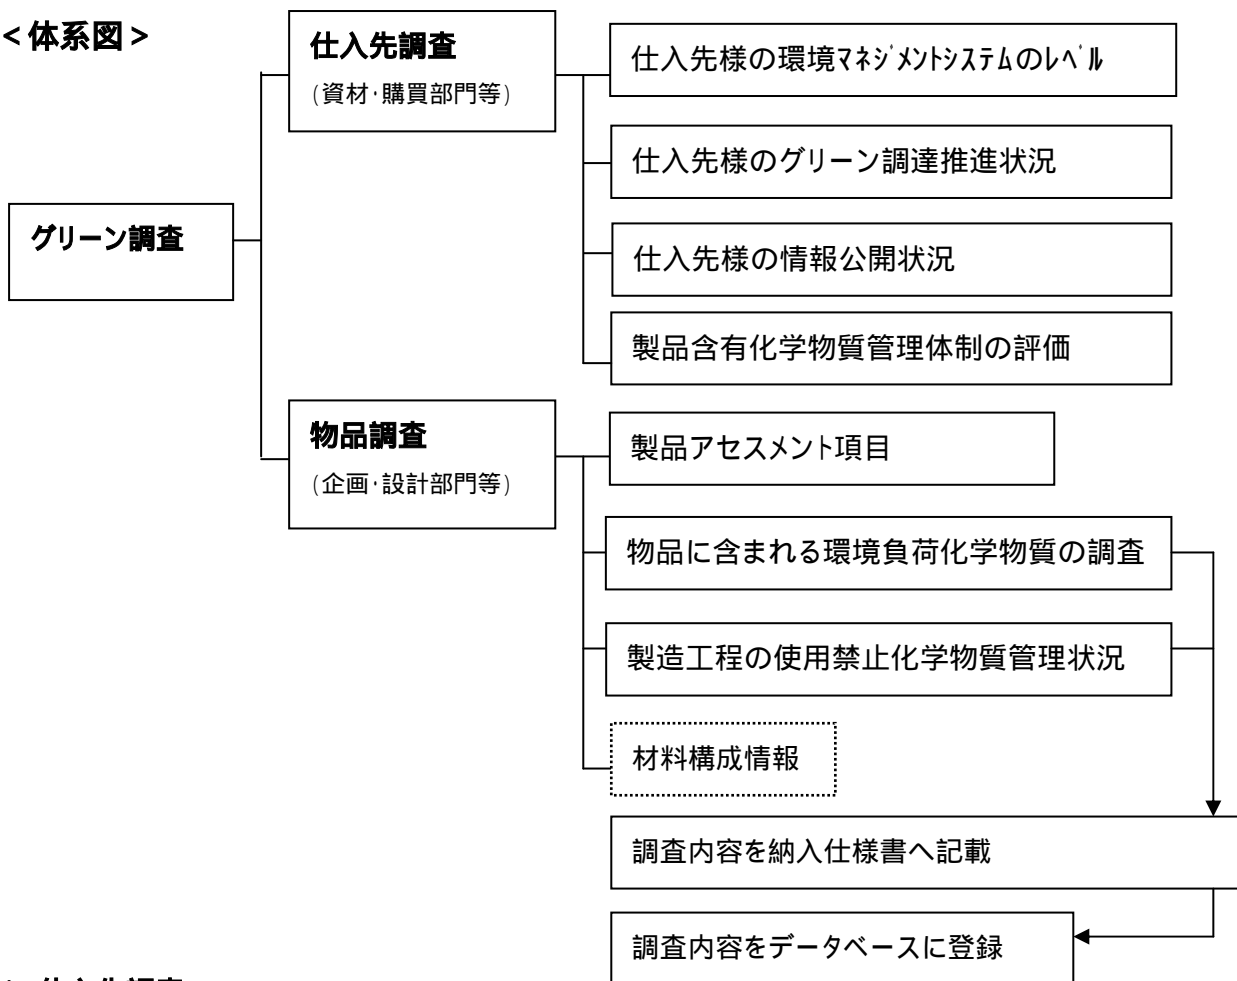 <体系図>
仕入先調査
(資材・購買部門等)
仕入先様の環境ﾏﾈｼﾞﾒﾝﾄｼｽﾃﾑのﾚﾍﾞﾙ
仕入先様のグリーン調達推進状況
グリーン調査
仕入先様の情報公開状況
製品含有化学物質管理体制の評価
物品調査
(企画・設計部門等)
製品アセスメント項目
物品に含まれる環境負荷化学物質の調査
製造工程の使用禁止化学物質管理状況
材料構成情報
調査内容を納入仕様書へ記載
調査内容をデータベースに登録